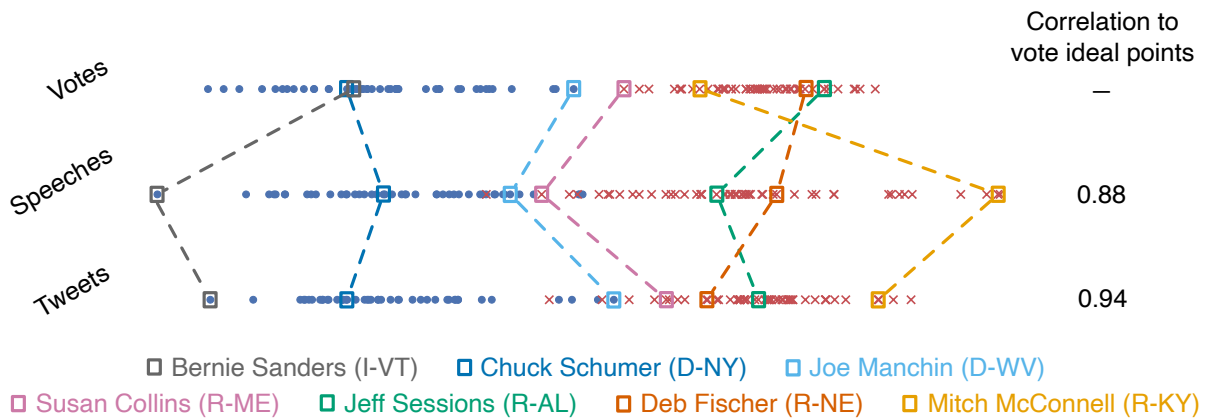 Correlation to
vote ideal points
Votes
—
Speeches
0.88
Tweets
0.94
Bernie Sanders (I-VT) Chuck Schumer (D-NY) Joe Manchin (D-WV)
Susan Collins (R-ME) Jeff Sessions (R-AL) Deb Fischer (R-NE) Mitch McConnell (R-KY)